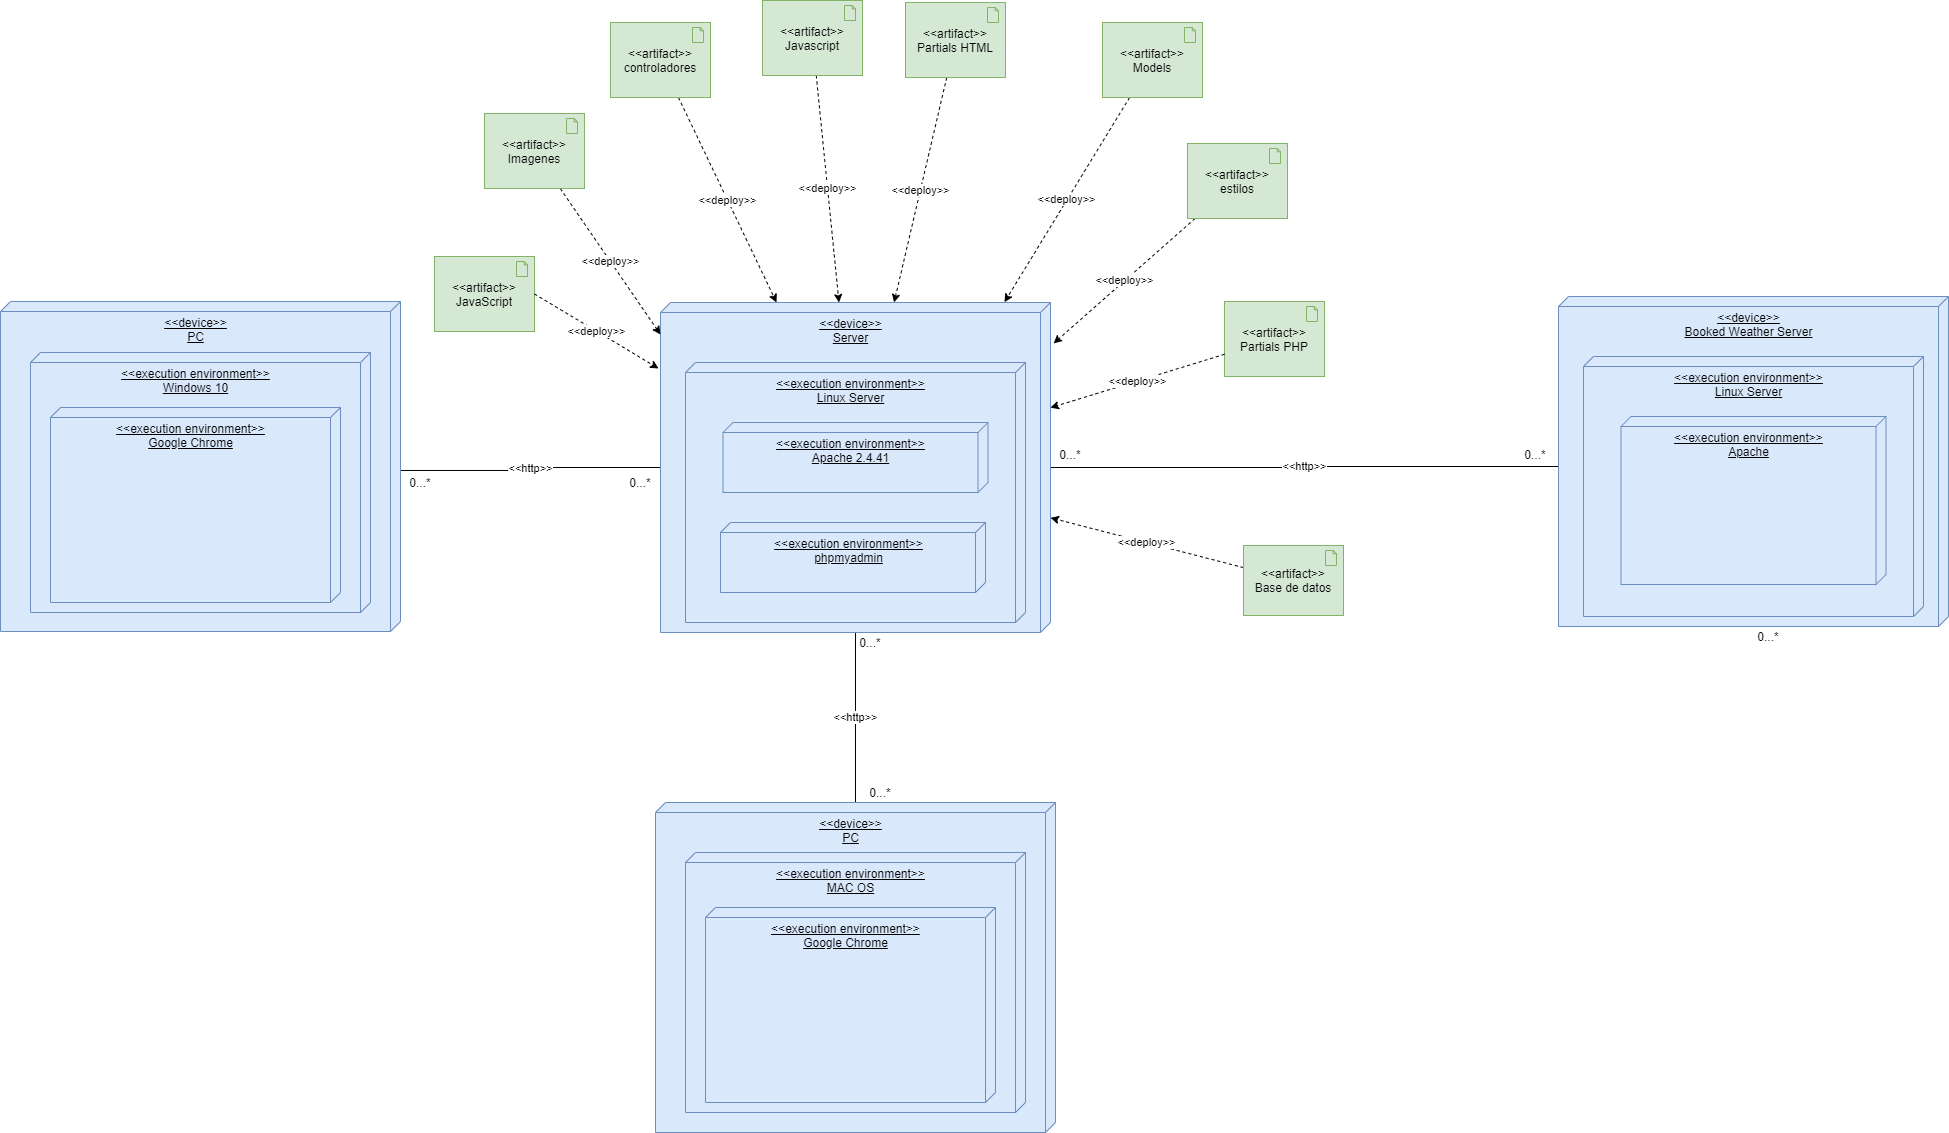 <<artifact>>
Javascript
<<artifact>>
Partials HTML
<<artifact>>
controladores
<<artifact>>
Models
<<artifact>>
Imagenes
<<artifact>>
estilos
<<deploy>>
<<deploy>>
<<deploy>>
<<deploy>>
<<deploy>>
<<deploy>>
<<artifact>>
JavaScript
<<deploy>>
<<artifact>>
Partials PHP
<<deploy>>
<<device>>
PC
<<execution environment>>
Windows 10
<<execution environment>>
Google Chrome
<<http>>
0...*
0...*
<<device>>
Server
<<execution environment>>
Linux Server
<<execution environment>>
Apache 2.4.41
<<execution environment>>
phpmyadmin
0...*
<<http>>
0...*
<<deploy>>
<<artifact>>
Base de datos
<<device>>
Booked Weather Server
<<execution environment>>
Linux Server
<<execution environment>>
Apache
0...*
0...*
<<http>>
0...*
<<device>>
PC
<<execution environment>>
MAC OS
<<execution environment>>
Google Chrome